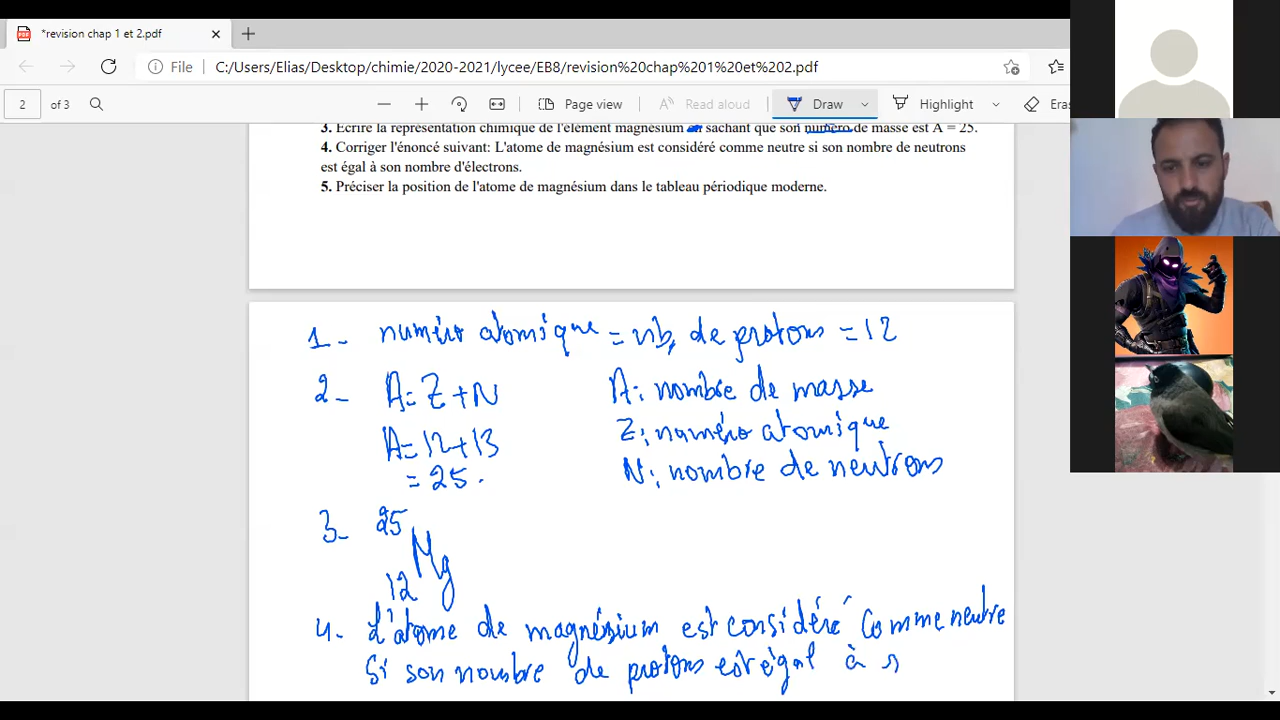 *revision chap 1 et 2.pdf
File C:/Users/Elias/Desktop/chimie/2020-2021/lycee/EB8/revision%20chap%201%20et%202.pdf
2 of 3 Page view Read aloud Draw Highlight Eras
3. Ecrire la représentation chimique de l'élément magnésium sachant que son numéro de masse est A = 25.
4. Corriger l'énoncé suivant: L'atome de magnésium est considéré comme neutre si son nombre de neutrons
est égal à son nombre d'électrons.
5. Préciser la position de l'atome de magnésium dans le tableau périodique moderne.
1- numéro atomique = nb de protons = 12
2- A = Z + N A: nombre de masse
A = 12 + 13 Z: numéro atomique
= 25. N: nombre de neutrons
3- 25
Mg
12
4- L'atome de magnésium est considéré comme neutre
si son nombre de protons est égal à s